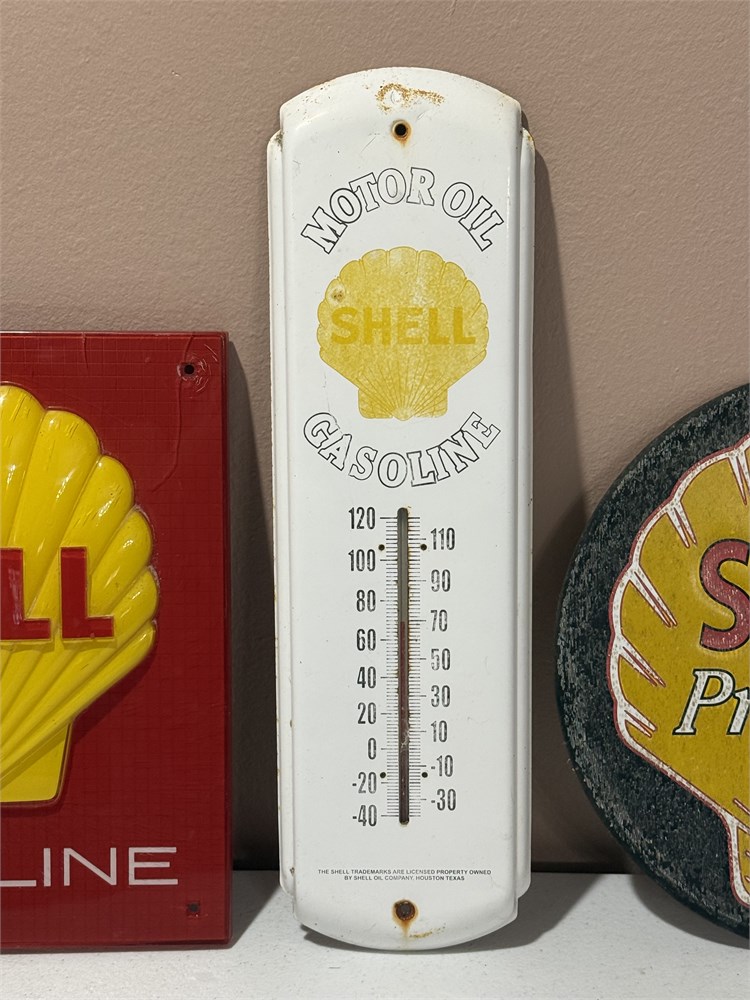 MOTOR OIL
SHELL
GASOLINE
120
110
100
90
80
70
60
50
40
30
20
10
0
-10
-20
-30
-40
THE SHELL TRADEMARKS ARE LICENSED PROPERTY OWNED
BY SHELL OIL COMPANY, HOUSTON TEXAS
LL
LINE
S
Pr